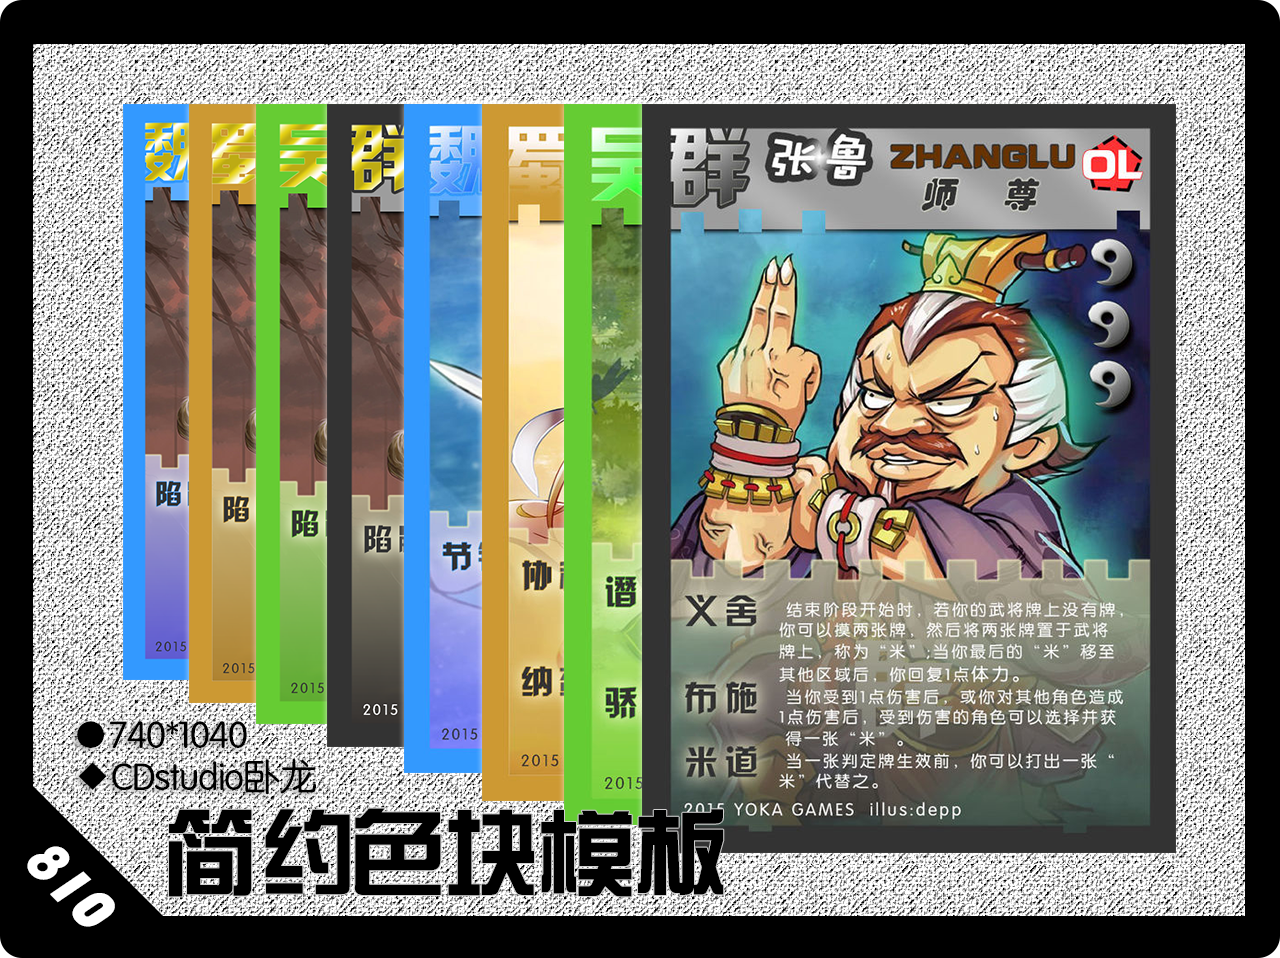 魏
蜀
吴
群
魏
蜀
吴
群
张鲁
ZHANGLU
OL
师 尊
陷
陷
陷
陷
节
协
纳
谮
骄
2015
2015
2015
2015
2015
2015
2015
义舍
结束阶段开始时，若你的武将牌上没有牌，
你可以摸两张牌，然后将两张牌置于武将
牌上，称为“米”;当你最后的“米”移至
其他区域后，你回复1点体力。
布施
当你受到1点伤害后，或你对其他角色造成
1点伤害后，受到伤害的角色可以选择并获
得一张“米”。
米道
当一张判定牌生效前，你可以打出一张“
米”代替之。
2015 YOKA GAMES illus:depp
●740*1040
◆CDstudio卧龙
简约色块模板
810